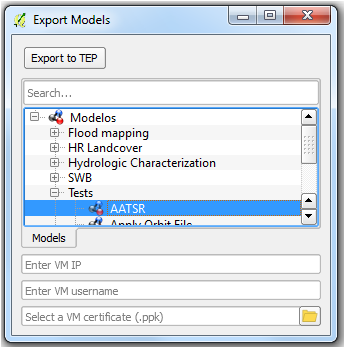 Export Models
Export to TEP
Search...
Modelos
Flood mapping
HR Landcover
Hydrologic Characterization
SWB
Tests
AATSR
Apply Orbit File
Models
Enter VM IP
Enter VM username
Select a VM certificate (.ppk)